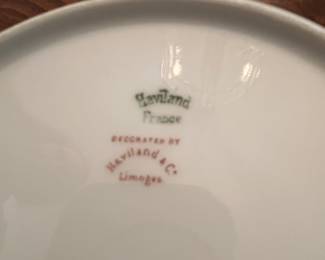 Haviland
France
DECORATED BY
Haviland & Co
Limoges